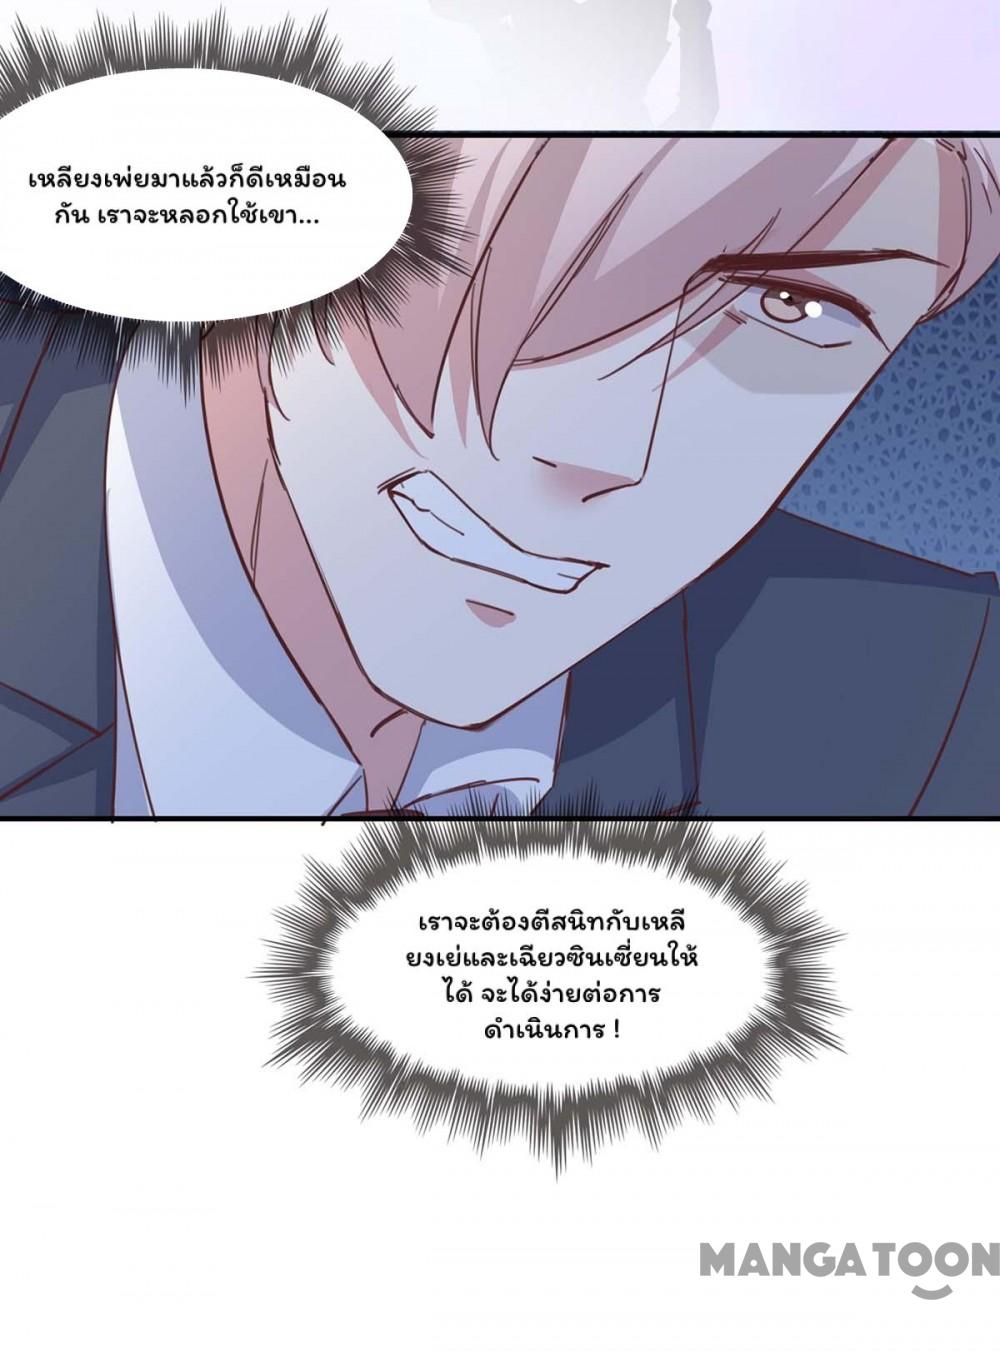 เหลียงเพ่ยมาแล้วก็ดีเหมือน
กัน เราจะหลอกใช้เขา...
เราจะต้องตีสนิทกับเหลี
ยงเย่และเฉียวซินเซี่ยนให้
ได้ จะได้ง่ายต่อการ
ดำเนินการ !
MANGATOON